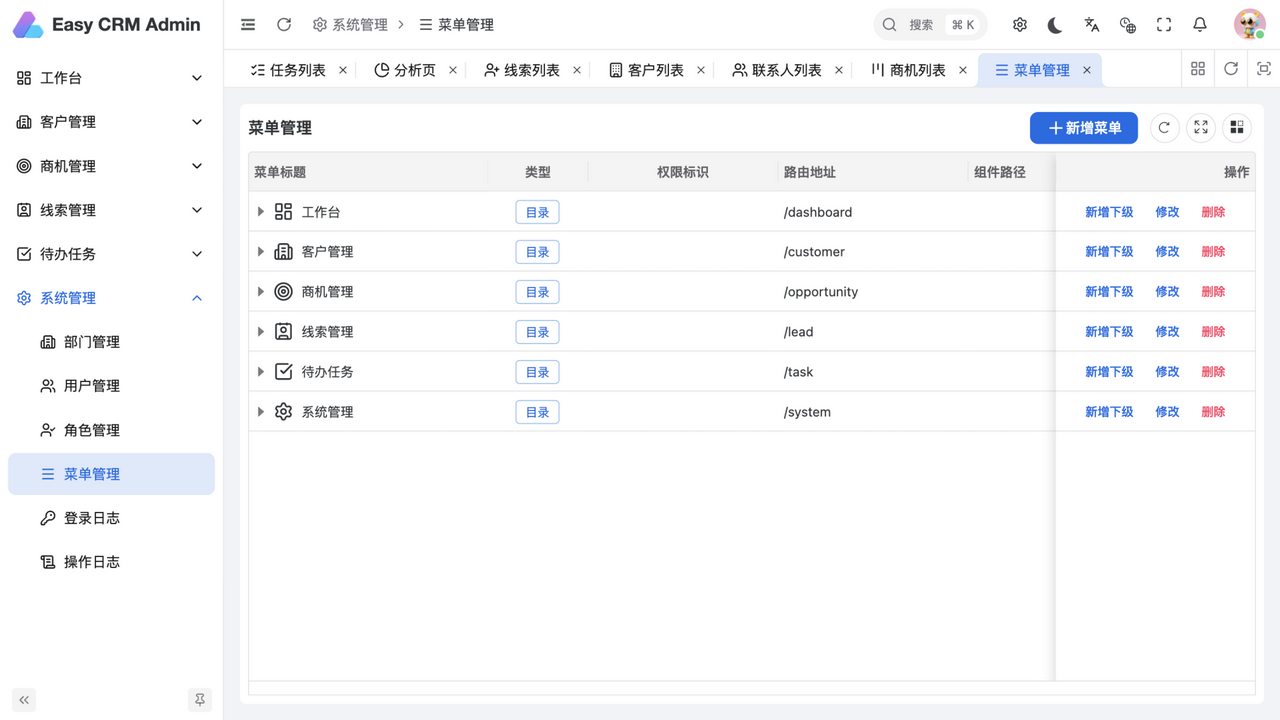 Easy CRM Admin
系统管理
菜单管理
搜索
⌘ K
工作台
客户管理
商机管理
线索管理
待办任务
系统管理
部门管理
用户管理
角色管理
菜单管理
登录日志
操作日志
任务列表
分析页
线索列表
客户列表
联系人列表
商机列表
菜单管理
菜单管理
新增菜单
菜单标题 类型 权限标识 路由地址 组件路径 操作
工作台 目录 /dashboard 新增下级 修改 删除
客户管理 目录 /customer 新增下级 修改 删除
商机管理 目录 /opportunity 新增下级 修改 删除
线索管理 目录 /lead 新增下级 修改 删除
待办任务 目录 /task 新增下级 修改 删除
系统管理 目录 /system 新增下级 修改 删除